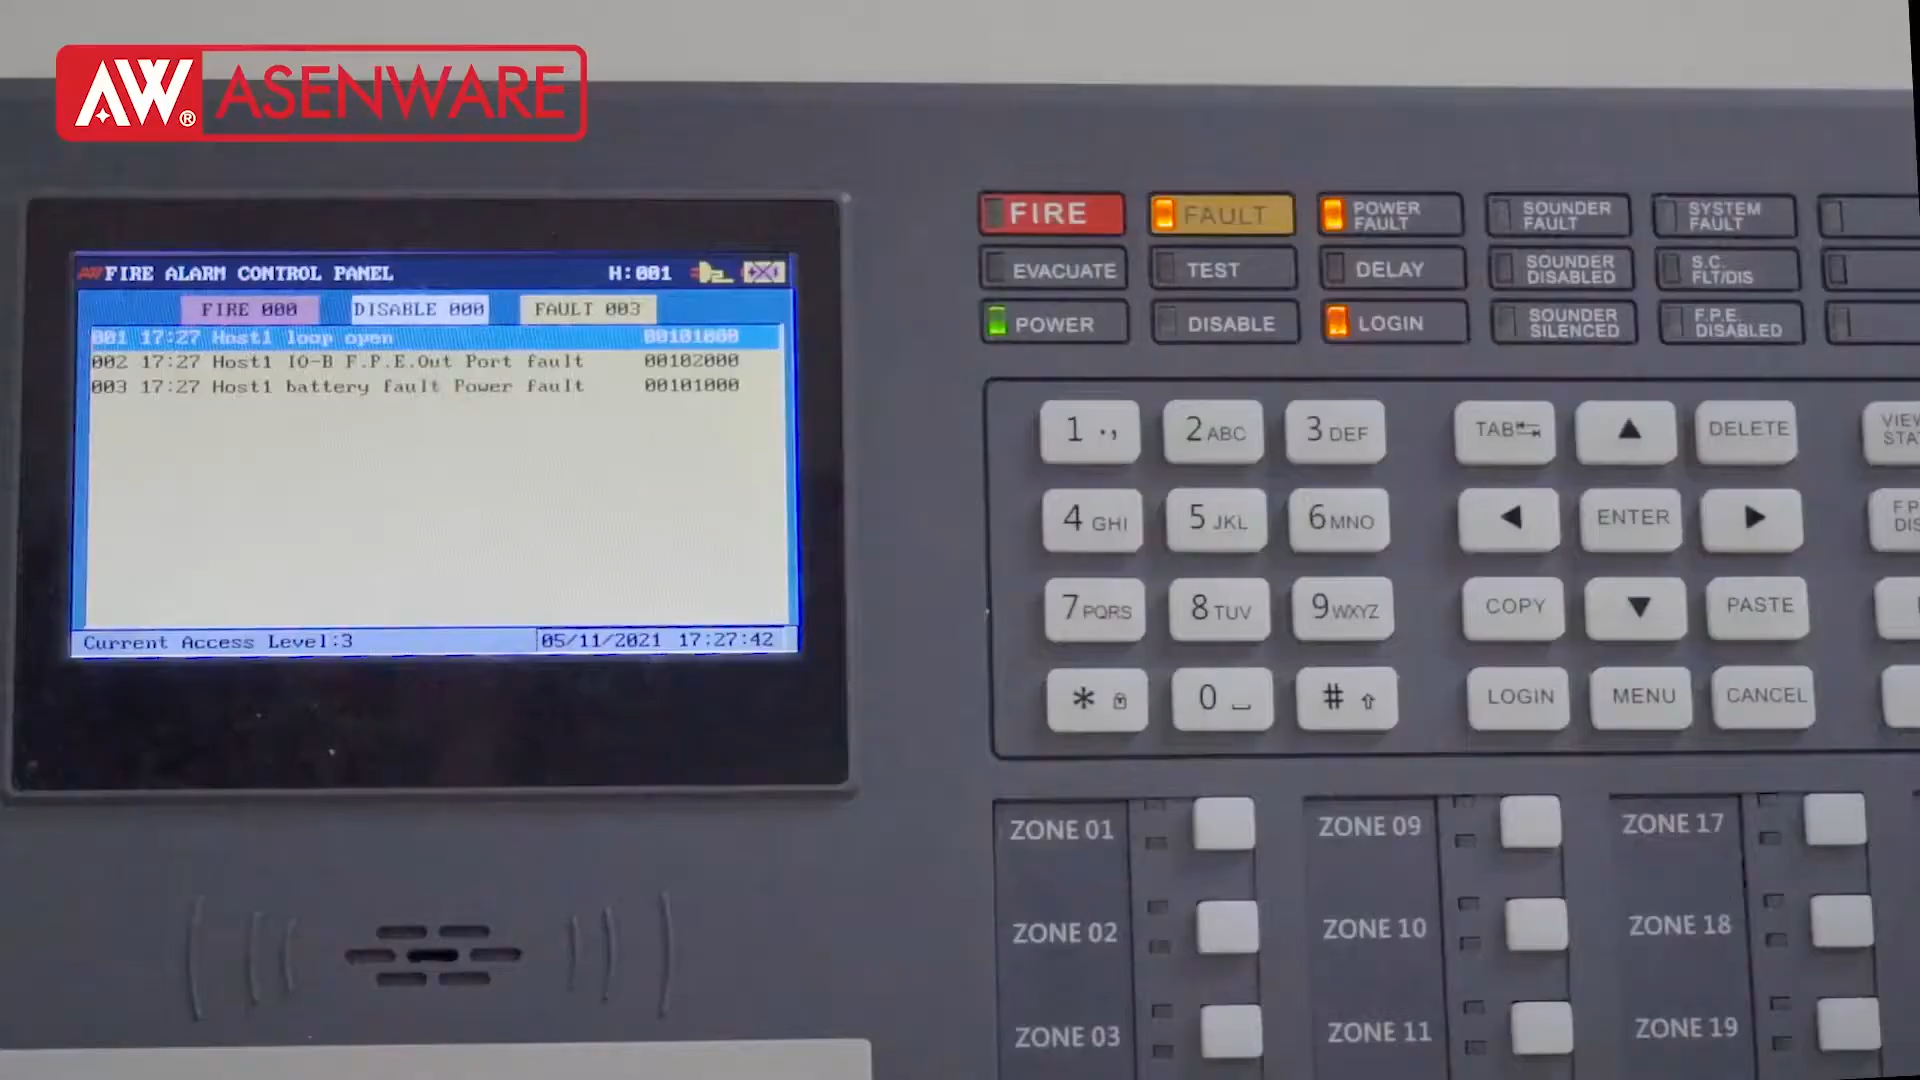 AW® ASENWARE
AW FIRE ALARM CONTROL PANEL H:001
FIRE 000 DISABLE 000 FAULT 003
001 17:27 Host1 loop open 00101000
002 17:27 Host1 IO-B F.P.E.Out Port fault 00102000
003 17:27 Host1 battery fault Power fault 00101000
Current Access Level:3 05/11/2021 17:27:42
FIRE
FAULT
POWER
FAULT
SOUNDER
FAULT
SYSTEM
FAULT
EVACUATE
TEST
DELAY
SOUNDER
DISABLED
S.C.
FLT/DIS
POWER
DISABLE
LOGIN
SOUNDER
SILENCED
F.P.E.
DISABLED
1 ., 2 ABC 3 DEF TAB ▲ DELETE
4 GHI 5 JKL 6 MNO ◀ ENTER ▶
7 PQRS 8 TUV 9 WXYZ COPY ▼ PASTE
* 0 # LOGIN MENU CANCEL
ZONE 01 ZONE 09 ZONE 17
ZONE 02 ZONE 10 ZONE 18
ZONE 03 ZONE 11 ZONE 19